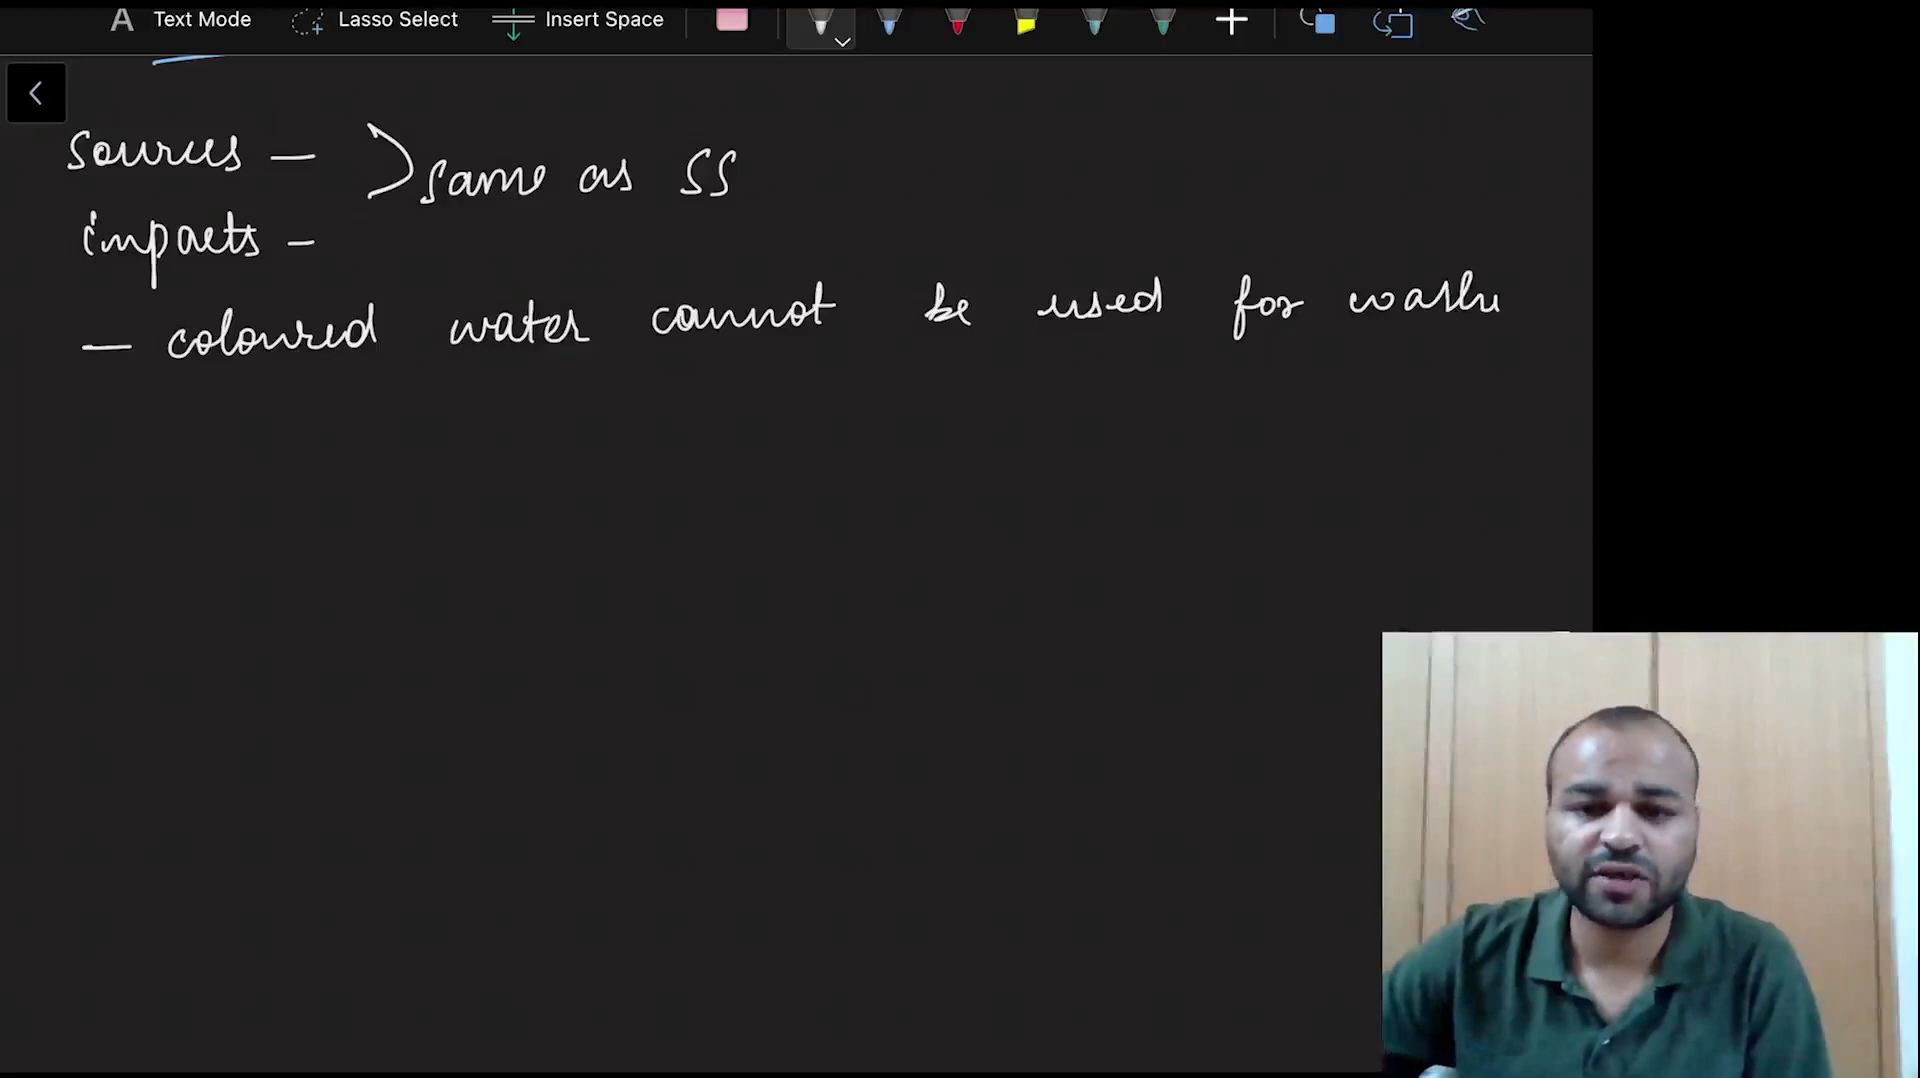 Text Mode Lasso Select Insert Space
Sources - > same as SS
impacts -
- coloured water cannot be used for washi